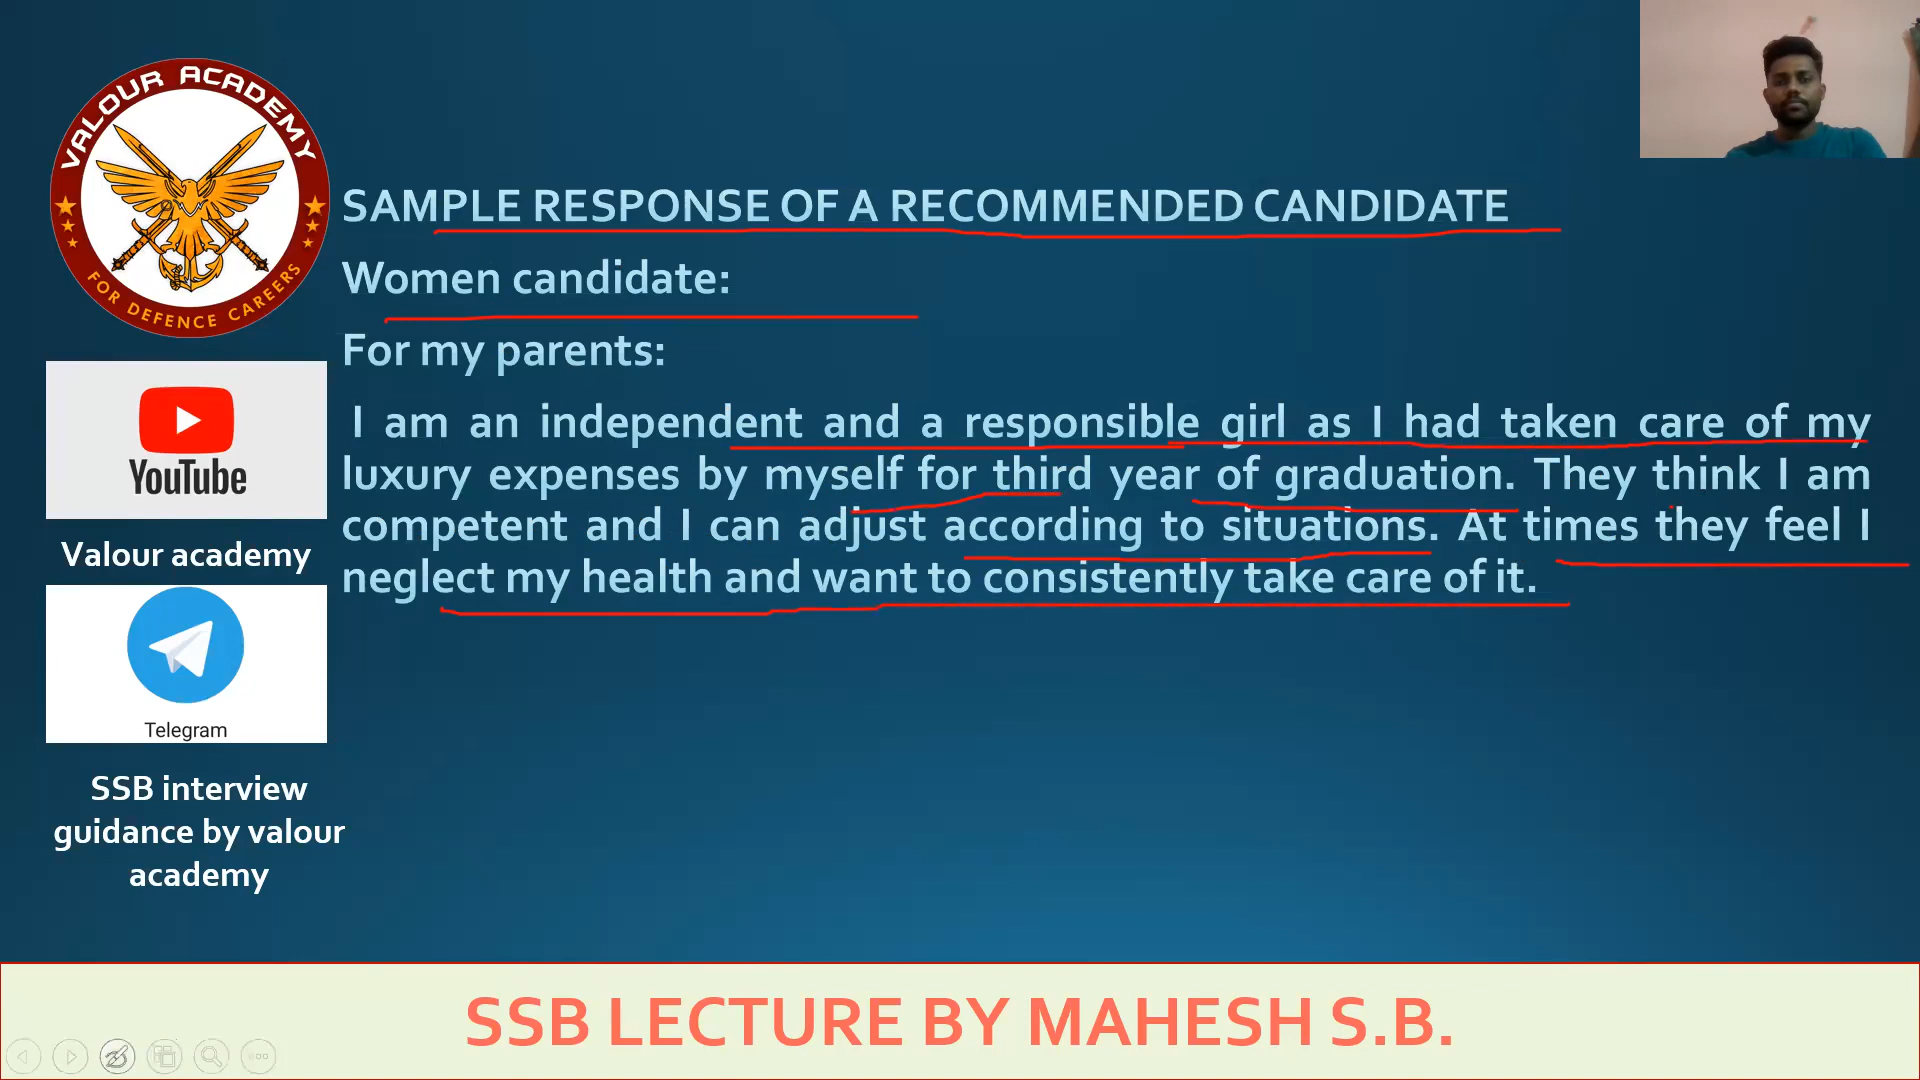 VALOUR ACADEMY
FOR DEFENCE CAREERS
YouTube
Valour academy
Telegram
SSB interview
guidance by valour
academy
SAMPLE RESPONSE OF A RECOMMENDED CANDIDATE
Women candidate:
For my parents:
I am an independent and a responsible girl as I had taken care of my
luxury expenses by myself for third year of graduation. They think I am
competent and I can adjust according to situations. At times they feel I
neglect my health and want to consistently take care of it.
SSB LECTURE BY MAHESH S.B.